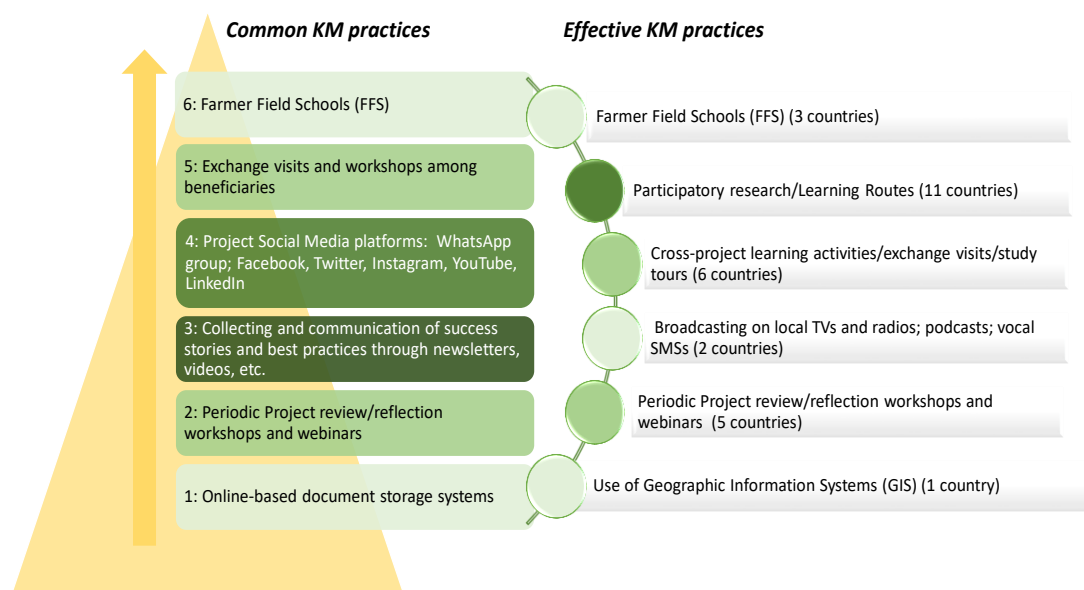 Common KM practices
Effective KM practices
6: Farmer Field Schools (FFS)
5: Exchange visits and workshops among
beneficiaries
4: Project Social Media platforms:  WhatsApp
group; Facebook, Twitter, Instagram, YouTube,
LinkedIn
3: Collecting and communication of success
stories and best practices through newsletters,
videos, etc.
2: Periodic Project review/reflection
workshops and webinars
1: Online-based document storage systems
Farmer Field Schools (FFS) (3 countries)
Participatory research/Learning Routes (11 countries)
Cross-project learning activities/exchange visits/study
tours (6 countries)
Broadcasting on local TVs and radios; podcasts; vocal
SMSs (2 countries)
Periodic Project review/reflection workshops and
webinars  (5 countries)
Use of Geographic Information Systems (GIS) (1 country)